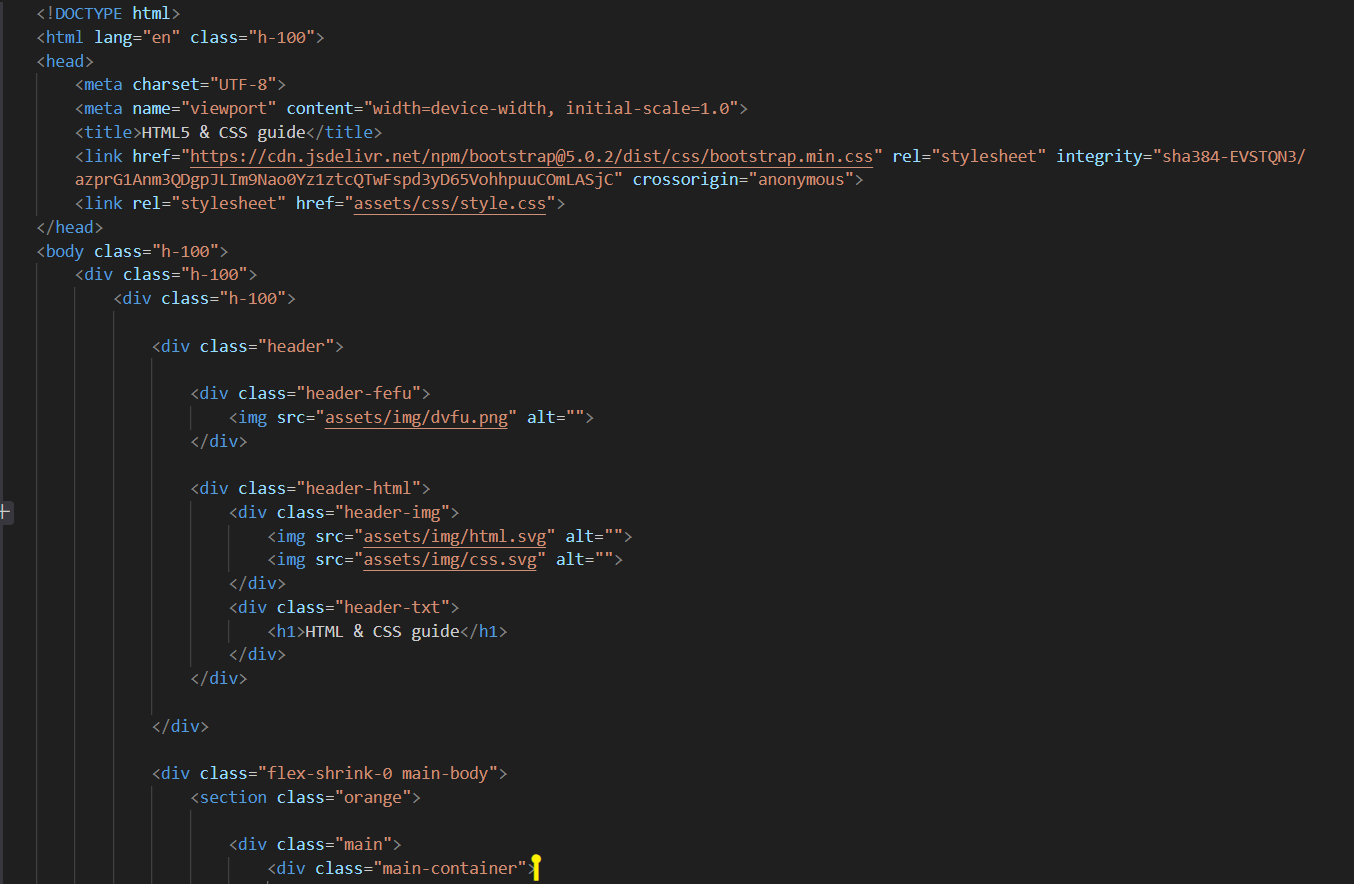 <!DOCTYPE html>
<html lang="en" class="h-100">
<head>
<meta charset="UTF-8">
<meta name="viewport" content="width=device-width, initial-scale=1.0">
<title>HTML5 & CSS guide</title>
<link href="https://cdn.jsdelivr.net/npm/bootstrap@5.0.2/dist/css/bootstrap.min.css" rel="stylesheet" integrity="sha384-EVSTQN3/
azprG1Anm3QDgpJLIm9Nao0Yz1ztcQTwFspd3yD65VohhpuuCOmLASjC" crossorigin="anonymous">
<link rel="stylesheet" href="assets/css/style.css">
</head>
<body class="h-100">
<div class="h-100">
<div class="h-100">
<div class="header">
<div class="header-fefu">
<img src="assets/img/dvfu.png" alt="">
</div>
<div class="header-html">
<div class="header-img">
<img src="assets/img/html.svg" alt="">
<img src="assets/img/css.svg" alt="">
</div>
<div class="header-txt">
<h1>HTML & CSS guide</h1>
</div>
</div>
</div>
<div class="flex-shrink-0 main-body">
<section class="orange">
<div class="main">
<div class="main-container">